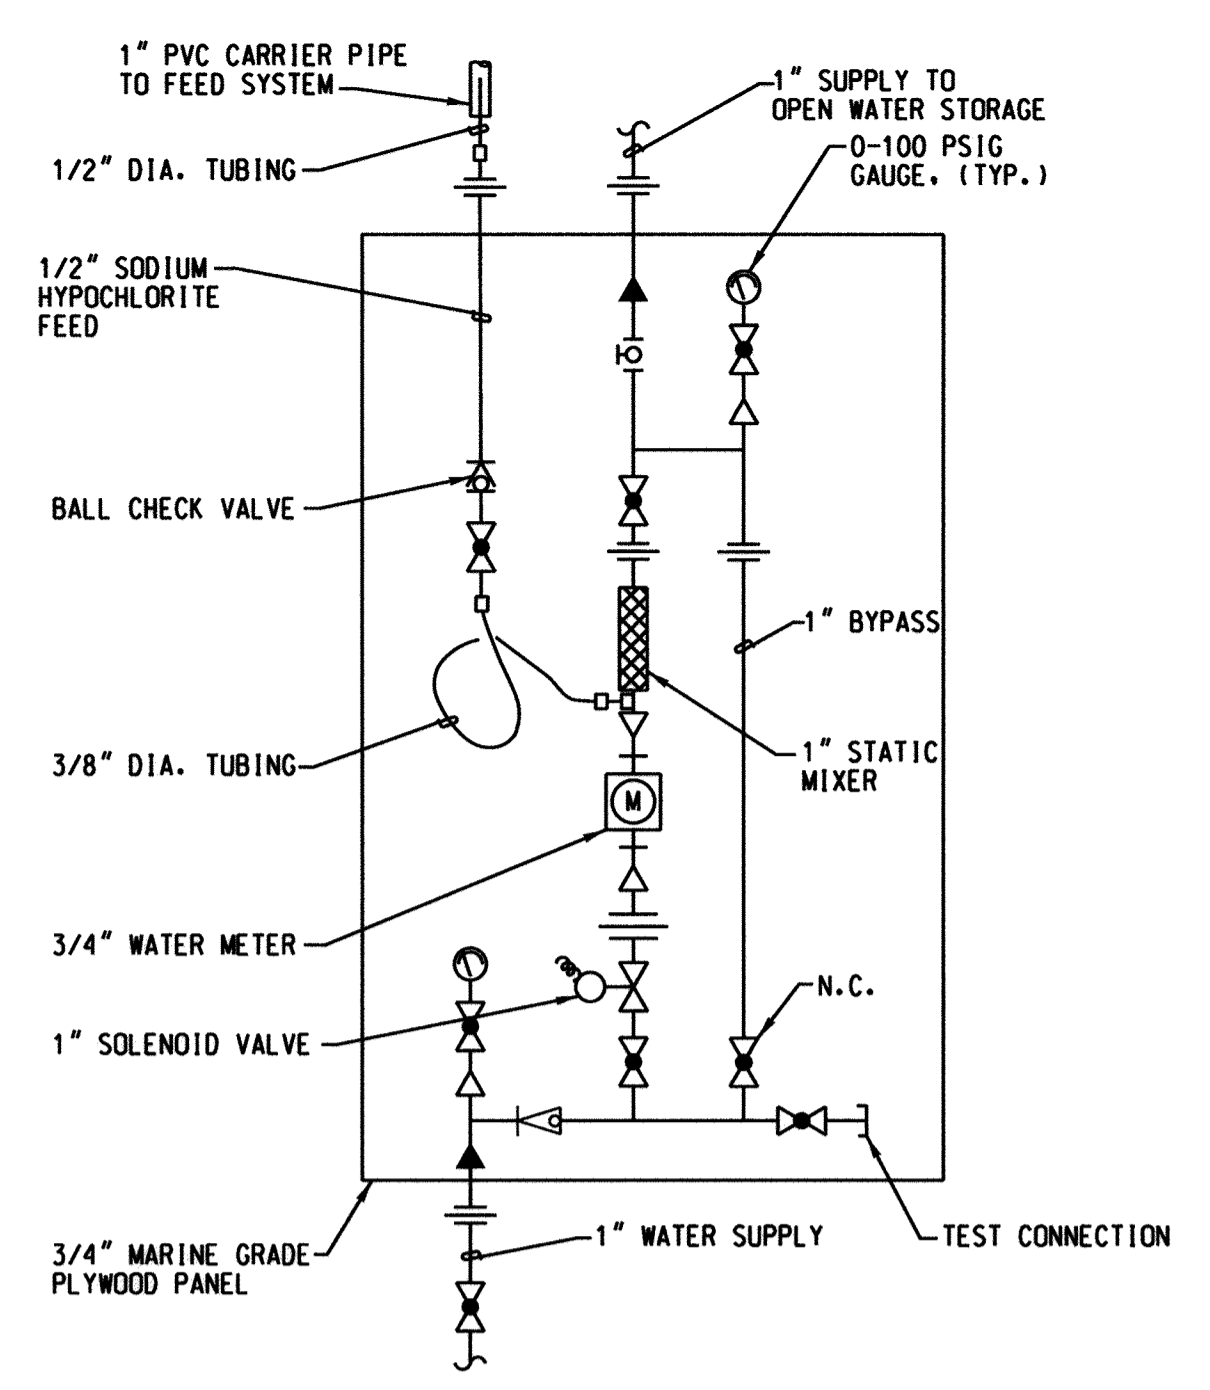 1" PVC CARRIER PIPE
TO FEED SYSTEM
1" SUPPLY TO
OPEN WATER STORAGE
0-100 PSIG
GAUGE. (TYP.)
1/2" DIA. TUBING
1/2" SODIUM
HYPOCHLORITE
FEED
BALL CHECK VALVE
1" BYPASS
3/8" DIA. TUBING
1" STATIC
MIXER
M
3/4" WATER METER
N.C.
1" SOLENOID VALVE
1" WATER SUPPLY
TEST CONNECTION
3/4" MARINE GRADE
PLYWOOD PANEL